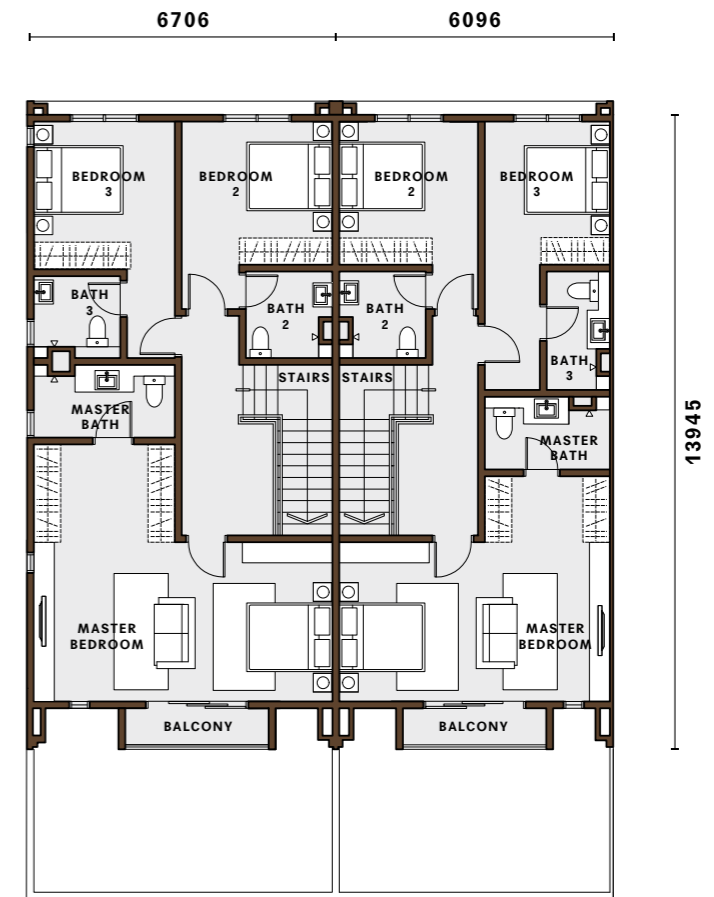 6706
6096
BEDROOM
3
BEDROOM
2
BEDROOM
2
BEDROOM
3
BATH
3
BATH
2
BATH
2
BATH
3
STAIRS
STAIRS
MASTER
BATH
MASTER
BATH
13945
MASTER
BEDROOM
MASTER
BEDROOM
BALCONY
BALCONY